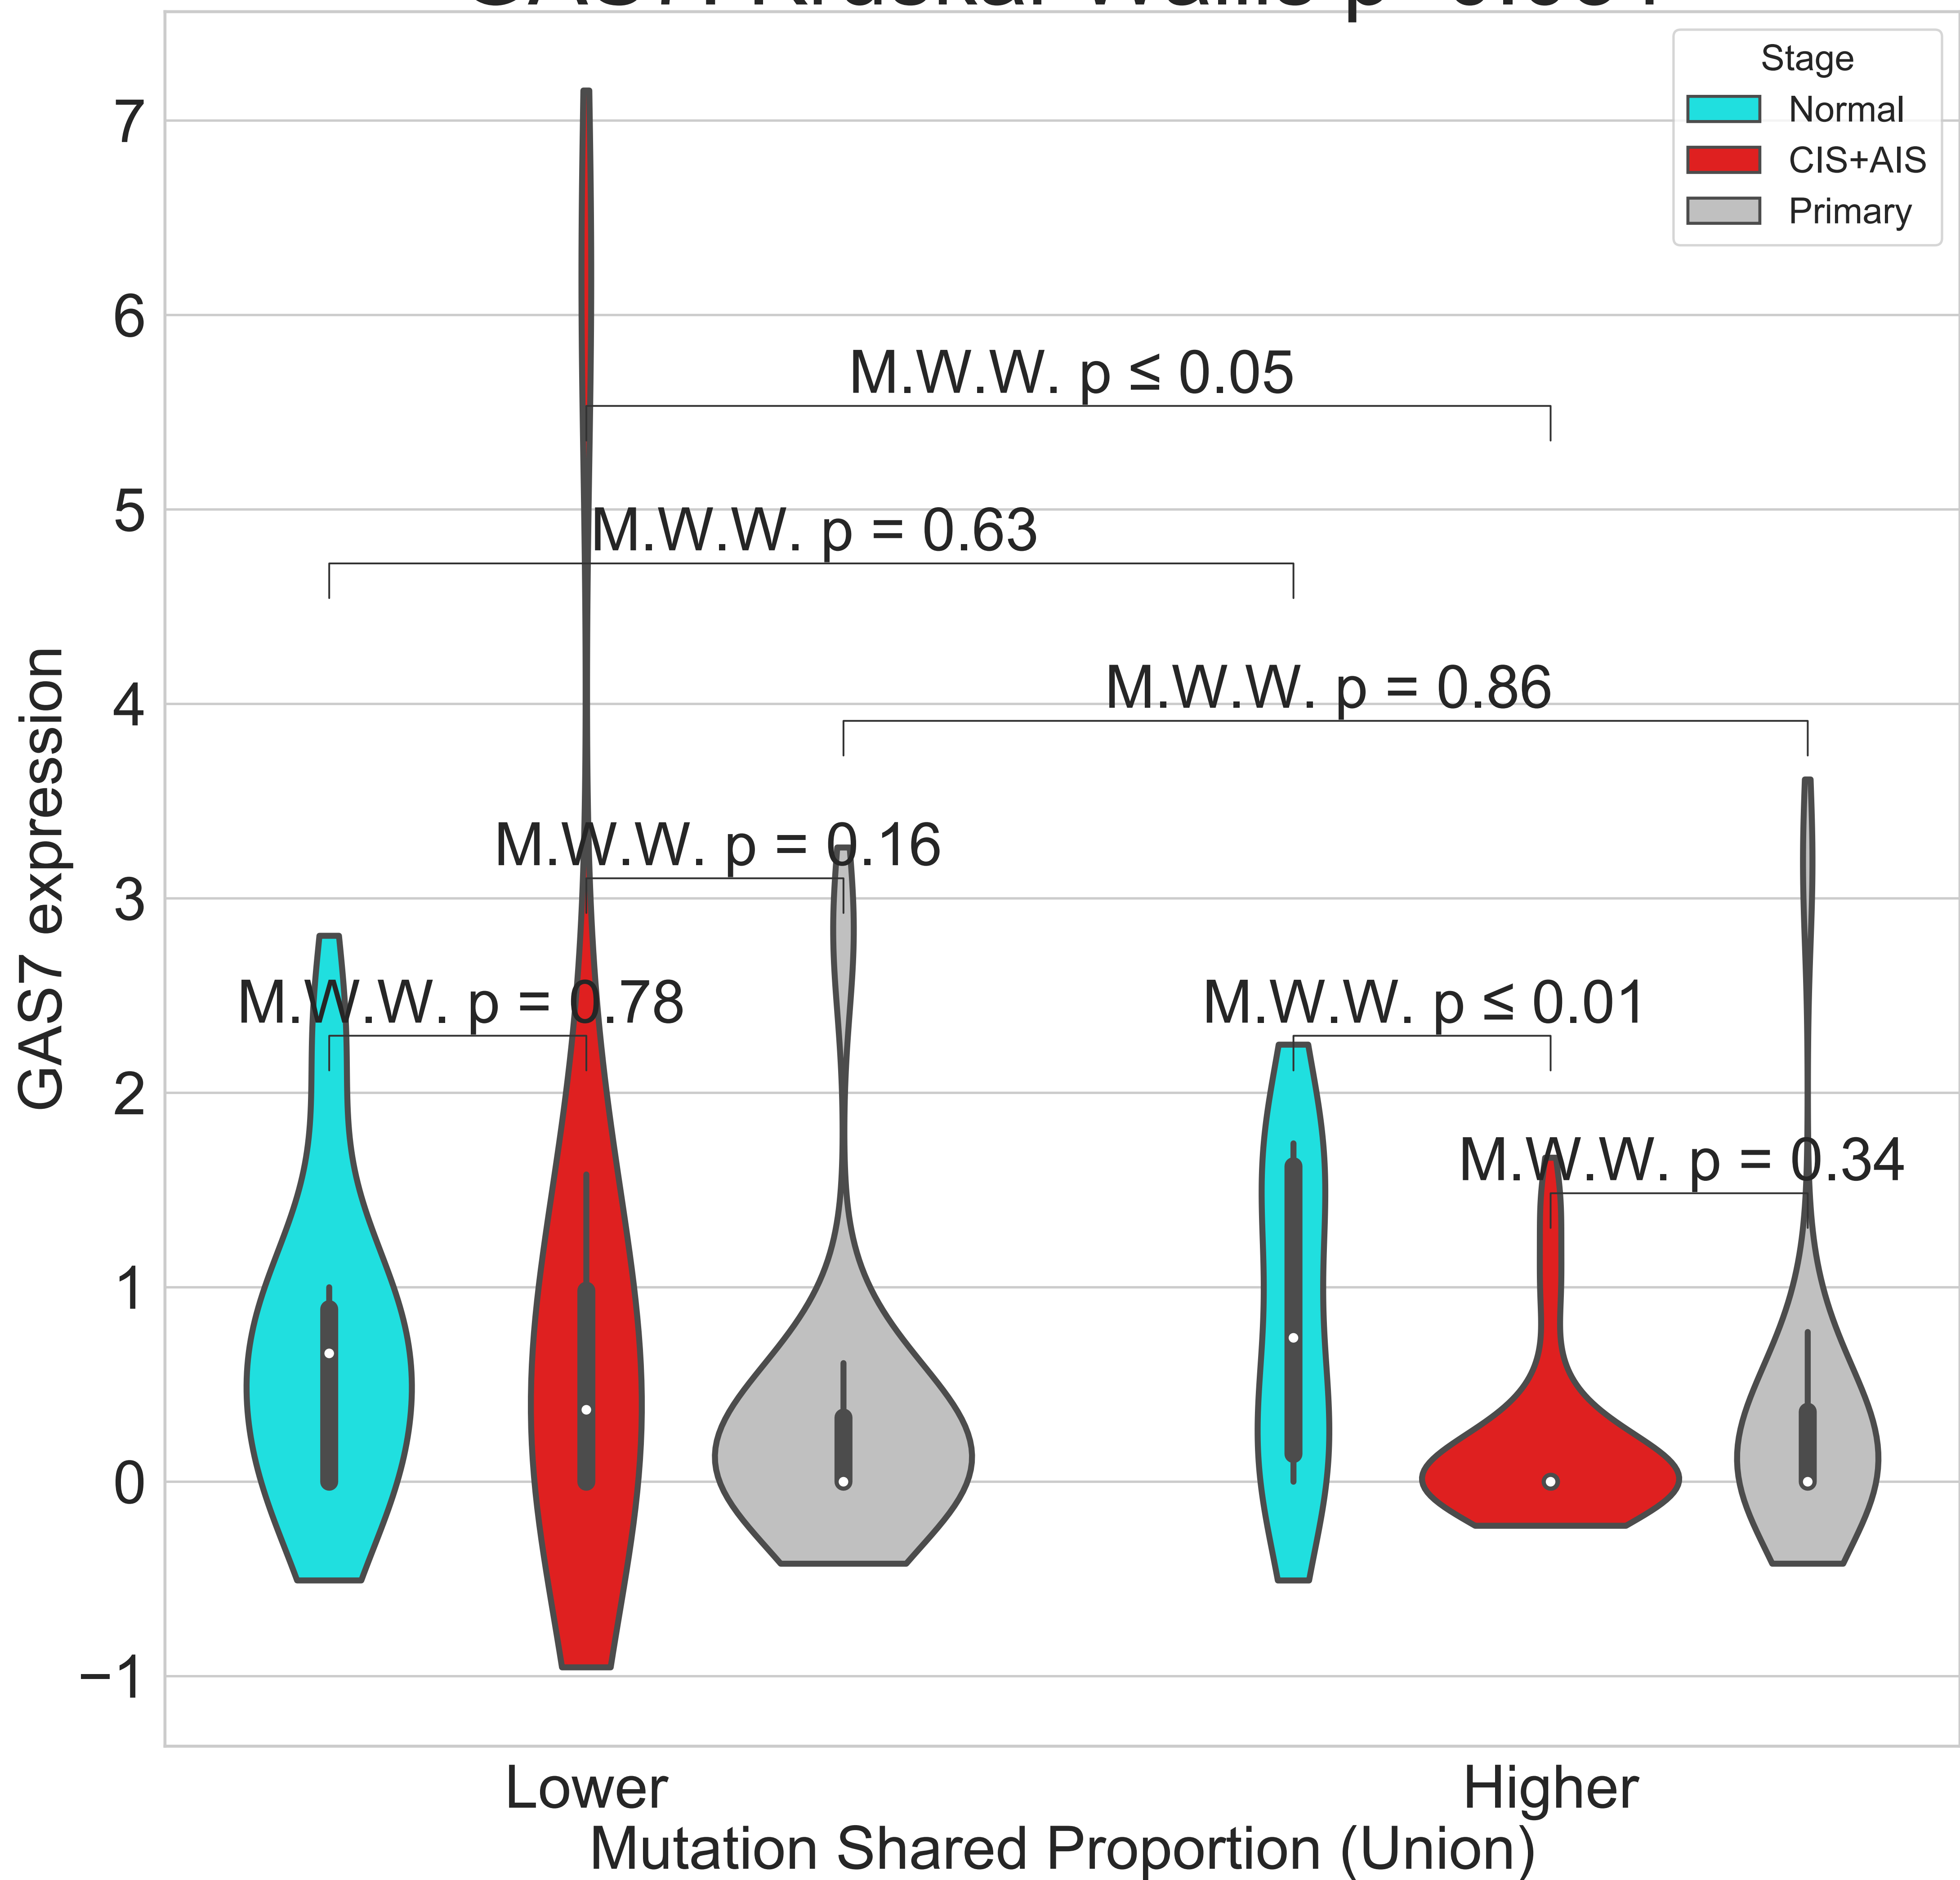 Stage
Normal
CIS+AIS
Primary
7
6
5
4
3
2
1
0
−1
GAS7 expression
M.W.W. p ≤ 0.05
M.W.W. p = 0.63
M.W.W. p = 0.86
M.W.W. p = 0.16
M.W.W. p = 0.78
M.W.W. p ≤ 0.01
M.W.W. p = 0.34
Lower
Higher
Mutation Shared Proportion (Union)